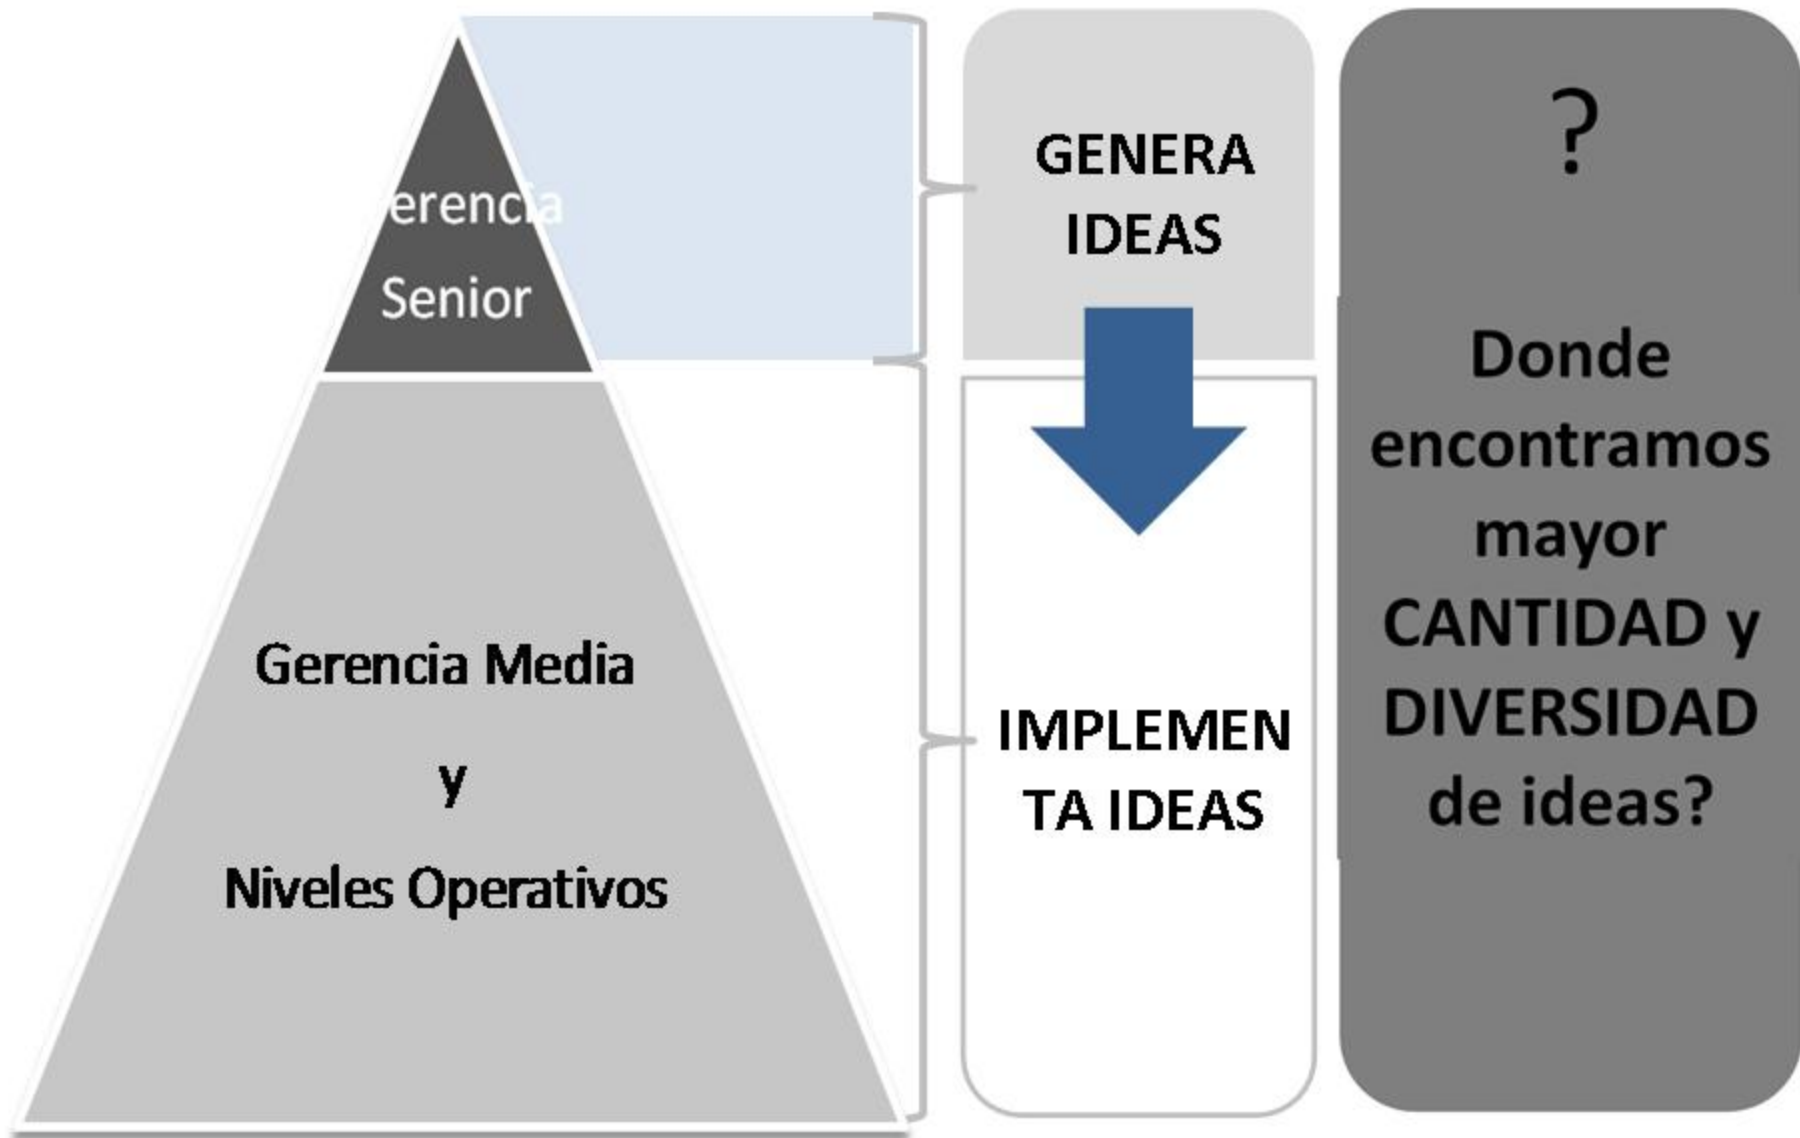 erencia
Senior
Gerencia Media
y
Niveles Operativos
GENERA
IDEAS
IMPLEMEN
TA IDEAS
?
Donde
encontramos
mayor
CANTIDAD y
DIVERSIDAD
de ideas?